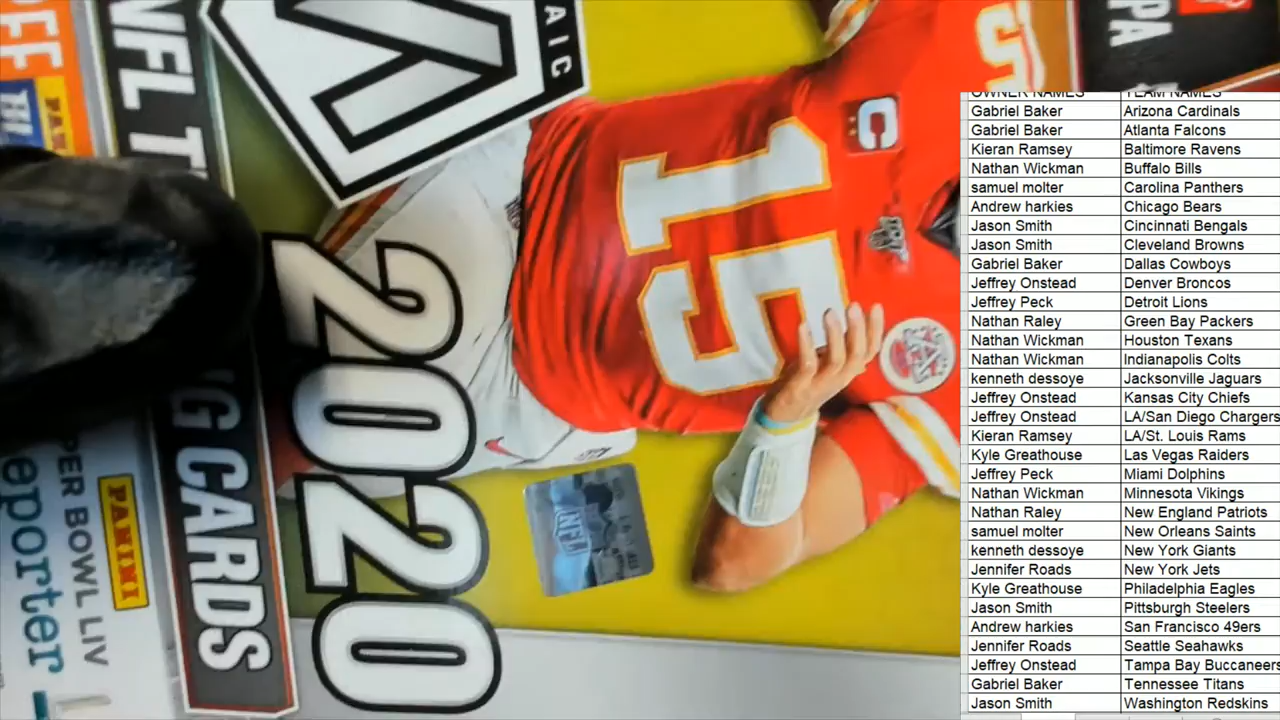 AIC
2020
NFL T
G CARDS
PANINI
PER BOWL LIV
eporter
15
C
NFL
PA
OWNER NAMES TEAM NAMES
Gabriel Baker Arizona Cardinals
Gabriel Baker Atlanta Falcons
Kieran Ramsey Baltimore Ravens
Nathan Wickman Buffalo Bills
samuel molter Carolina Panthers
Andrew harkies Chicago Bears
Jason Smith Cincinnati Bengals
Jason Smith Cleveland Browns
Gabriel Baker Dallas Cowboys
Jeffrey Onstead Denver Broncos
Jeffrey Peck Detroit Lions
Nathan Raley Green Bay Packers
Nathan Wickman Houston Texans
Nathan Wickman Indianapolis Colts
kenneth dessoye Jacksonville Jaguars
Jeffrey Onstead Kansas City Chiefs
Jeffrey Onstead LA/San Diego Chargers
Kieran Ramsey LA/St. Louis Rams
Kyle Greathouse Las Vegas Raiders
Jeffrey Peck Miami Dolphins
Nathan Wickman Minnesota Vikings
Nathan Raley New England Patriots
samuel molter New Orleans Saints
kenneth dessoye New York Giants
Jennifer Roads New York Jets
Kyle Greathouse Philadelphia Eagles
Jason Smith Pittsburgh Steelers
Andrew harkies San Francisco 49ers
Jennifer Roads Seattle Seahawks
Jeffrey Onstead Tampa Bay Buccaneers
Gabriel Baker Tennessee Titans
Jason Smith Washington Redskins